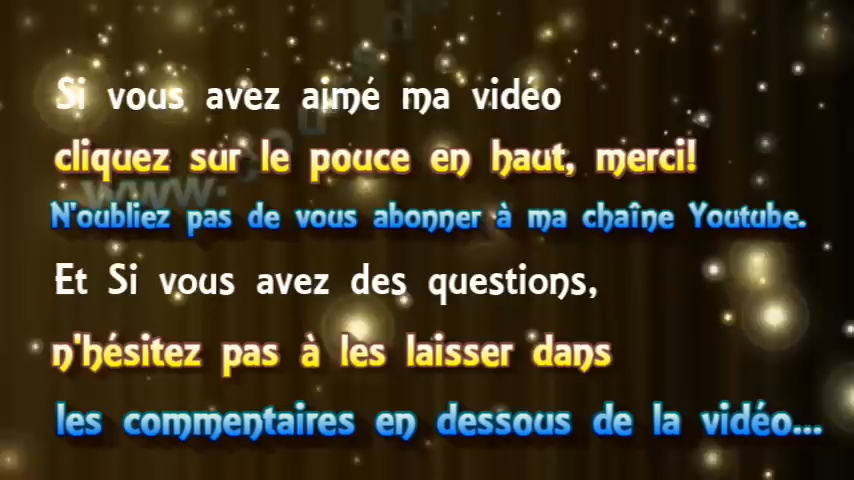 Si vous avez aimé ma vidéo
cliquez sur le pouce en haut, merci!
N'oubliez pas de vous abonner à ma chaîne Youtube.
Et Si vous avez des questions,
n'hésitez pas à les laisser dans
les commentaires en dessous de la vidéo...